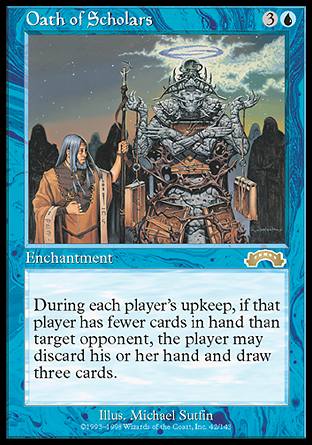 Oath of Scholars 3
Enchantment
During each player's upkeep, if that
player has fewer cards in hand than
target opponent, the player may
discard his or her hand and draw
three cards.
Illus. Michael Sutfin
©1993-1998 Wizards of the Coast, Inc. 42/143